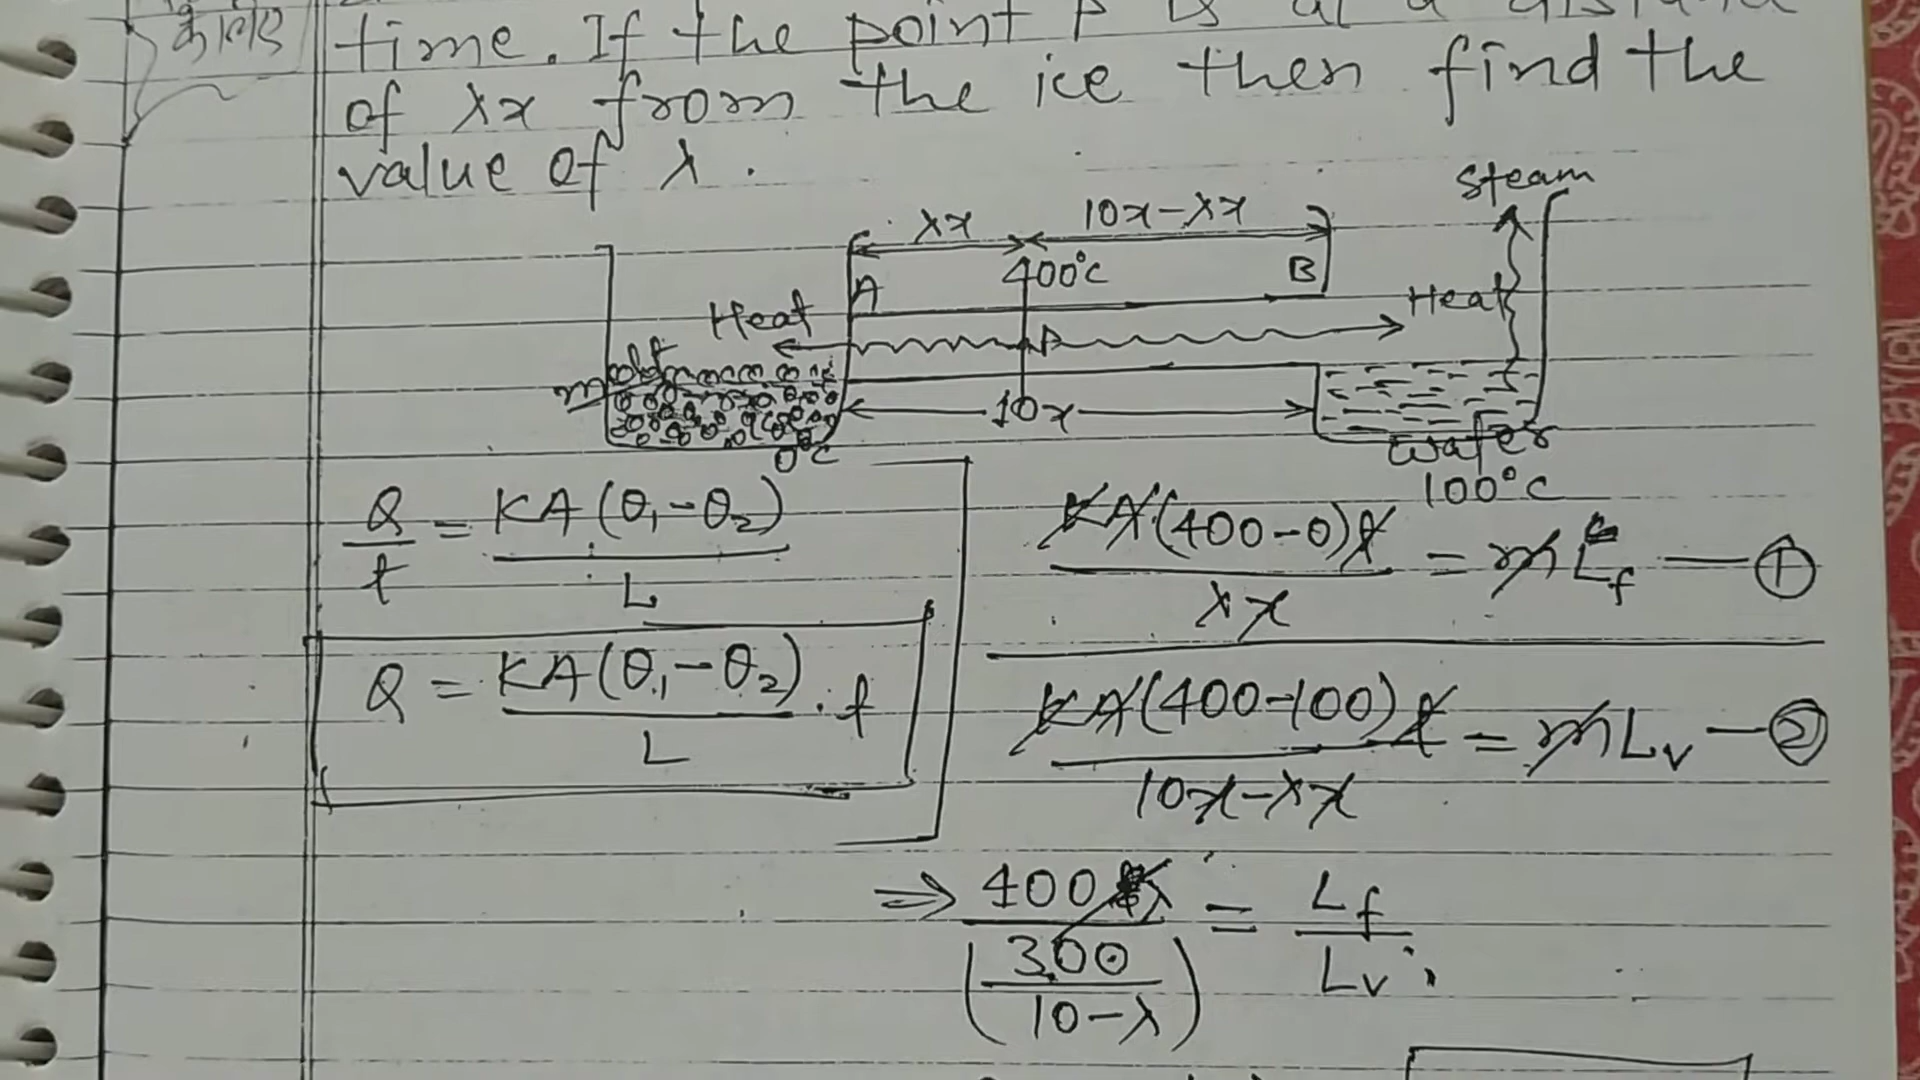 time. If the point P is at a distance
of λx from the ice then find the
value of λ.
Steam
λx 10x-λx
400°C
A B
Heat Heat
P
melt
10x
0°C
Water
100°C
Q/t = KA(θ₁-θ₂)/L
KA(400-0)t/λx = mLf — ①
Q = KA(θ₁-θ₂)/L . t
KA(400-100)t/10x-λx = mLv — ②
⇒ 400/λ/(300/10-λ) = Lf/Lv